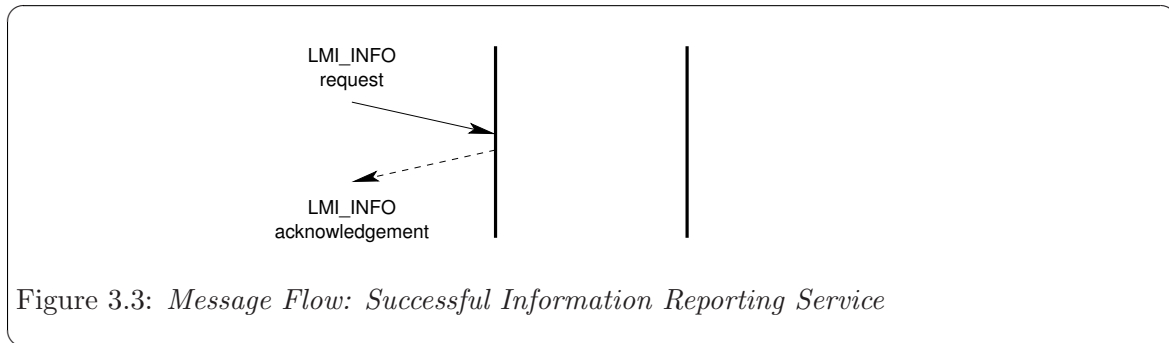 LMI_INFO
request
LMI_INFO
acknowledgement
Figure 3.3: Message Flow: Successful Information Reporting Service